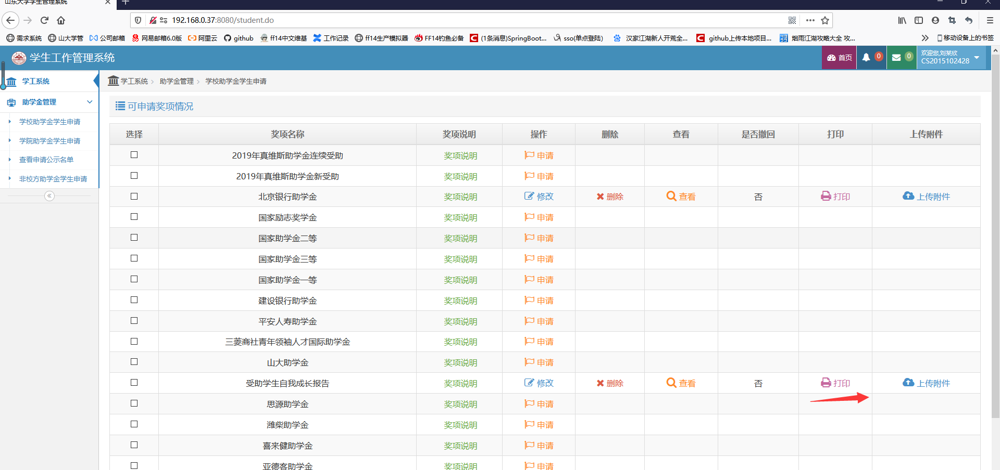 山东大学学生管理系统
192.168.0.37:8080/student.do
需求系统 山大学管 公司邮箱 网易邮箱6.0版 阿里云 github ff14中文维基 工作记录 ff14生产模拟器 FF14钓鱼必备 (1条消息)SpringBoot... sso(单点登陆) 汉家江湖新人开荒全... github上传本地项目... 烟雨江湖攻略大全 攻... 移动设备上的书签
学生工作管理系统 首页 0 0 欢迎您,刘某欣
CS2015102428
学工系统
助学金管理
学校助学金学生申请
学院助学金学生申请
查看申请公示名单
非校方助学金学生申请
学工系统 助学金管理 学校助学金学生申请
可申请奖项情况
选择 奖项名称 奖项说明 操作 删除 查看 是否撤回 打印 上传附件
2019年真维斯助学金连续受助 奖项说明 申请
2019年真维斯助学金新受助 奖项说明 申请
北京银行助学金 奖项说明 修改 删除 查看 否 打印 上传附件
国家励志奖学金 奖项说明 申请
国家助学金二等 奖项说明 申请
国家助学金三等 奖项说明 申请
国家助学金一等 奖项说明 申请
建设银行助学金 奖项说明 申请
平安人寿助学金 奖项说明 申请
三菱商社青年领袖人才国际助学金 奖项说明 申请
山大助学金 奖项说明 申请
受助学生自我成长报告 奖项说明 修改 删除 查看 否 打印 上传附件
思源助学金 奖项说明 申请
潍柴助学金 奖项说明 申请
喜来健助学金 奖项说明 申请
亚德客助学金 奖项说明 申请